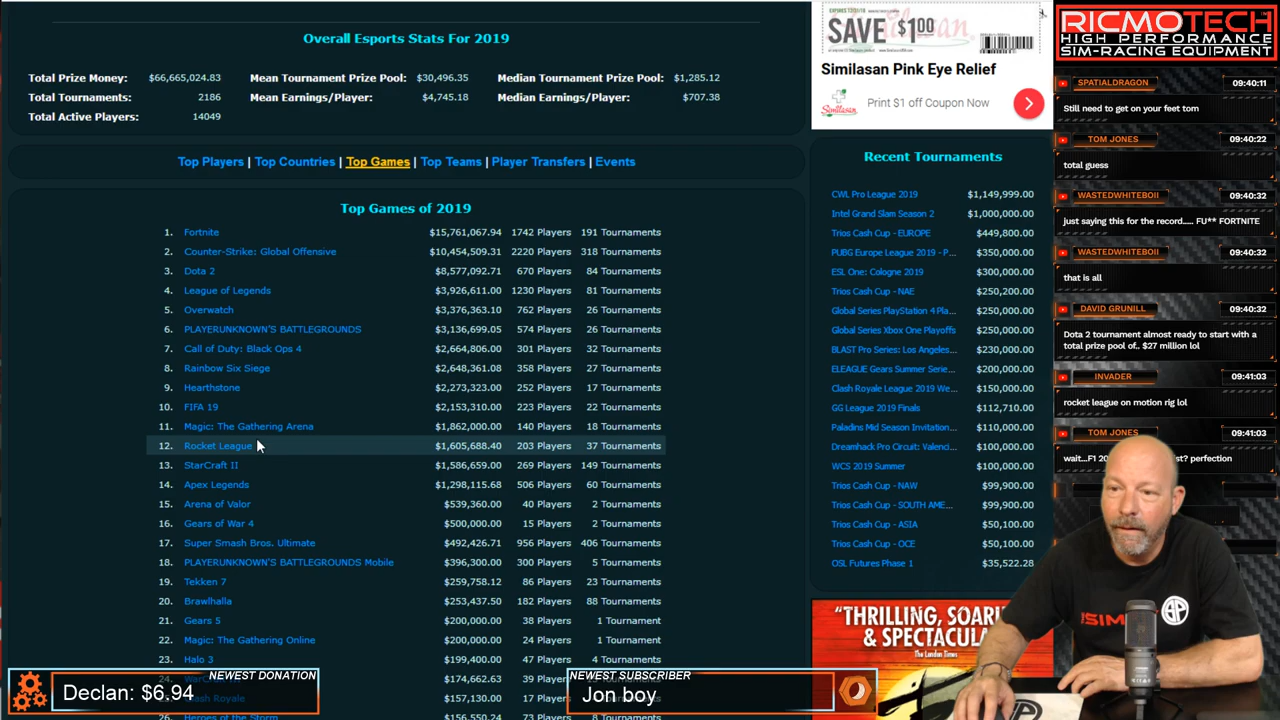 Overall Esports Stats For 2019
Total Prize Money: $66,665,024.83 Mean Tournament Prize Pool: $30,496.35 Median Tournament Prize Pool: $1,285.12
Total Tournaments: 2186 Mean Earnings/Player: $4,745.18 Median Earnings/Player: $707.38
Total Active Players: 14049
Top Players | Top Countries | Top Games | Top Teams | Player Transfers | Events
Top Games of 2019
1. Fortnite $15,761,067.94 1742 Players 191 Tournaments
2. Counter-Strike: Global Offensive $10,454,509.31 2220 Players 318 Tournaments
3. Dota 2 $8,577,092.71 670 Players 84 Tournaments
4. League of Legends $3,926,611.00 1230 Players 81 Tournaments
5. Overwatch $3,376,363.10 762 Players 26 Tournaments
6. PLAYERUNKNOWN'S BATTLEGROUNDS $3,136,699.05 574 Players 26 Tournaments
7. Call of Duty: Black Ops 4 $2,664,806.00 301 Players 32 Tournaments
8. Rainbow Six Siege $2,648,361.08 358 Players 27 Tournaments
9. Hearthstone $2,273,323.00 252 Players 17 Tournaments
10. FIFA 19 $2,153,310.00 223 Players 22 Tournaments
11. Magic: The Gathering Arena $1,862,000.00 140 Players 18 Tournaments
12. Rocket League $1,605,688.40 203 Players 37 Tournaments
13. StarCraft II $1,586,659.00 269 Players 149 Tournaments
14. Apex Legends $1,298,115.68 506 Players 60 Tournaments
15. Arena of Valor $539,360.00 40 Players 2 Tournaments
16. Gears of War 4 $500,000.00 15 Players 2 Tournaments
17. Super Smash Bros. Ultimate $492,426.71 956 Players 406 Tournaments
18. PLAYERUNKNOWN'S BATTLEGROUNDS Mobile $396,300.00 300 Players 5 Tournaments
19. Tekken 7 $259,758.12 86 Players 23 Tournaments
20. Brawlhalla $253,437.50 182 Players 88 Tournaments
21. Gears 5 $200,000.00 38 Players 1 Tournament
22. Magic: The Gathering Online $200,000.00 24 Players 1 Tournament
23. Halo 3 $199,400.00 47 Players 4 Tournaments
$174,662.63 39
$157,130.00 17
26. Heroes of the Storm $156,550.24 73 Players
NEWEST DONATION
Declan: $6.94
NEWEST SUBSCRIBER
Jon boy
SAVE $1.00
Similasan Pink Eye Relief
Similasan
Print $1 off Coupon Now
Recent Tournaments
CWL Pro League 2019 $1,149,999.00
Intel Grand Slam Season 2 $1,000,000.00
Trios Cash Cup - EUROPE $449,800.00
PUBG Europe League 2019 - P... $350,000.00
ESL One: Cologne 2019 $300,000.00
Trios Cash Cup - NAE $250,200.00
Global Series PlayStation 4 Pla... $250,000.00
Global Series Xbox One Playoffs $250,000.00
BLAST Pro Series: Los Angeles... $230,000.00
ELEAGUE Gears Summer Serie... $200,000.00
Clash Royale League 2019 We... $150,000.00
GG League 2019 Finals $112,710.00
Paladins Mid Season Invitation... $110,000.00
Dreamhack Pro Circuit: Valenci... $100,000.00
WCS 2019 Summer $100,000.00
Trios Cash Cup - NAW $99,900.00
Trios Cash Cup - SOUTH AME... $99,900.00
Trios Cash Cup - ASIA $50,100.00
Trios Cash Cup - OCE $50,100.00
OSL Futures Phase 1 $35,522.28
"THRILLING, SOARI
& SPECTACULA
The London Times
RICMOTECH
HIGH PERFORMANCE
SIM-RACING EQUIPMENT
SPATIALDRAGON 09:40:11
Still need to get on your feet tom
TOM JONES 09:40:22
total guess
WASTEDWHITEBOII 09:40:32
just saying this for the record..... FU** FORTNITE
WASTEDWHITEBOII 09:40:32
that is all
DAVID GRUNILL 09:40:32
Dota 2 tournament almost ready to start with a
total prize pool of.. $27 million lol
INVADER 09:41:03
rocket league on motion rig lol
TOM JONES 09:41:03
wait...F1 20 st? perfection